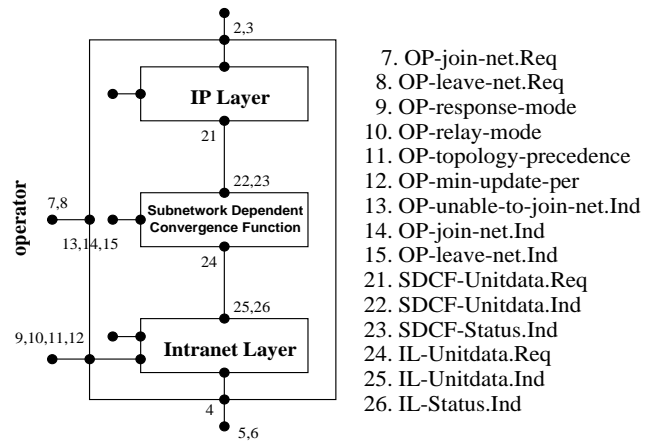 2,3
IP Layer
21
22,23
7,8
operator
Subnetwork Dependent
Convergence Function
13,14,15
24
25,26
9,10,11,12
Intranet Layer
4
5,6
7. OP-join-net.Req
8. OP-leave-net.Req
9. OP-response-mode
10. OP-relay-mode
11. OP-topology-precedence
12. OP-min-update-per
13. OP-unable-to-join-net.Ind
14. OP-join-net.Ind
15. OP-leave-net.Ind
21. SDCF-Unitdata.Req
22. SDCF-Unitdata.Ind
23. SDCF-Status.Ind
24. IL-Unitdata.Req
25. IL-Unitdata.Ind
26. IL-Status.Ind